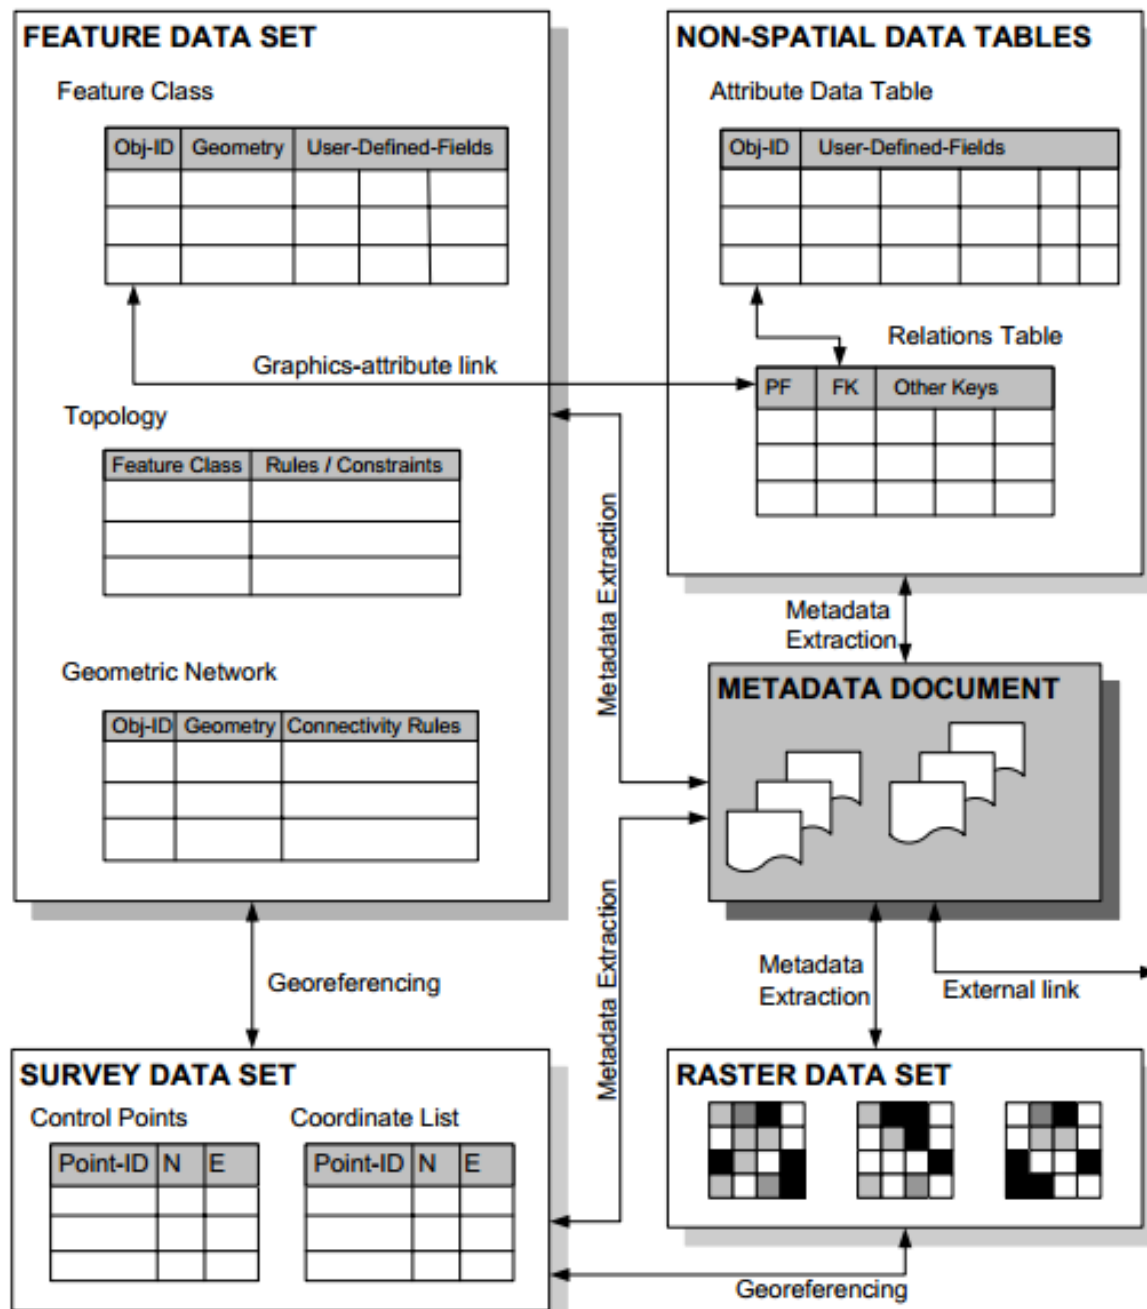 FEATURE DATA SET
Feature Class
Obj-ID Geometry User-Defined-Fields
Graphics-attribute link
Topology
Feature Class Rules / Constraints
Geometric Network
Obj-ID Geometry Connectivity Rules
NON-SPATIAL DATA TABLES
Attribute Data Table
Obj-ID User-Defined-Fields
Relations Table
PF FK Other Keys
Metadata Extraction
Metadata
Extraction
METADATA DOCUMENT
Metadata Extraction
Georeferencing
Metadata
Extraction
External link
SURVEY DATA SET
Control Points
Point-ID N E
Coordinate List
Point-ID N E
RASTER DATA SET
Georeferencing